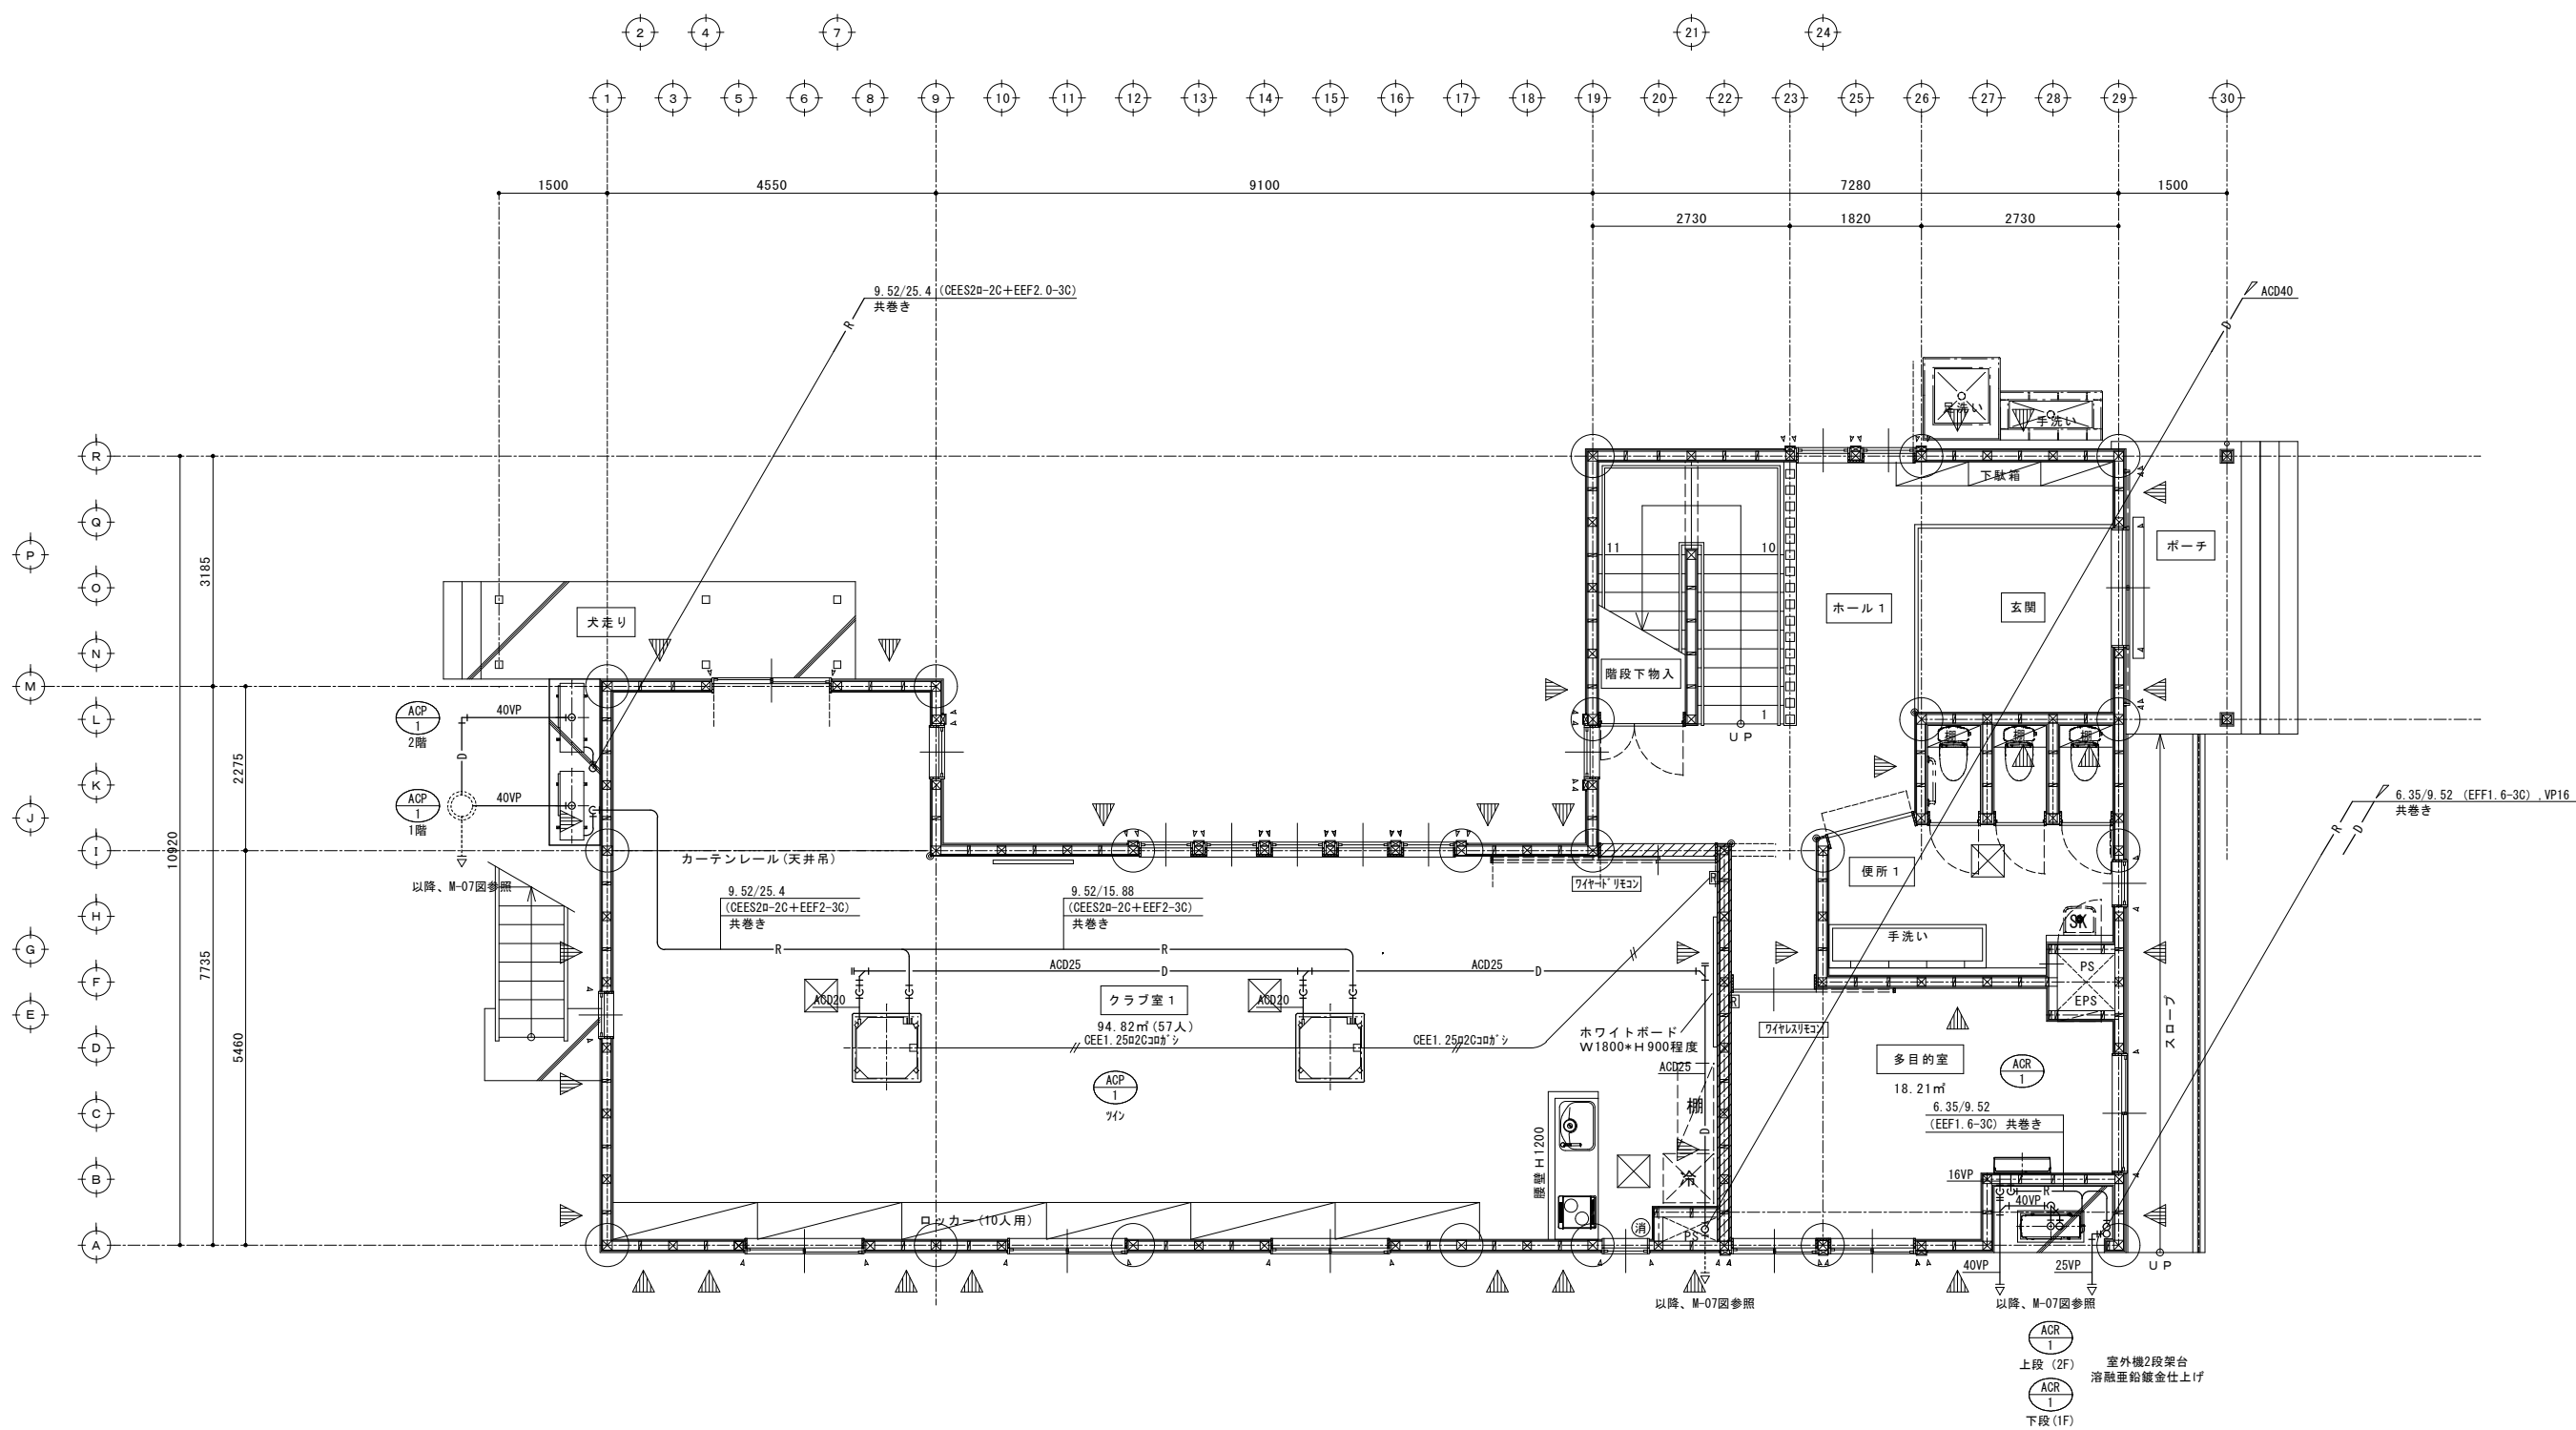 2 4 7 21 24
1 3 5 6 8 9 10 11 12 13 14 15 16 17 18 19 20 22 23 25 26 27 28 29 30
1500 4550 9100 7280 1500
2730 1820 2730
9.52/25.4 (CEES2ロ-2C+EEF2.0-3C)
共巻き
R
ACD40
D
足洗い
手洗い
R
下駄箱
Q
P
11 10
ポーチ
3185
O
ホール1
玄関
犬走り
N
階段下物入
M
L
ACP
1
2階
40VP
1
UP
棚 棚 棚
D
2275
K
ACP
1
1階
40VP
J
6.35/9.52 (EFF1.6-3C) ,VP16
共巻き
R
D
10920
I
カーテンレール(天井吊)
便所1
以降、M-07図参照
ワイヤードリモコン
R
H
9.52/25.4
(CEES2ロ-2C+EEF2-3C)
共巻き
9.52/15.88
(CEES2ロ-2C+EEF2-3C)
共巻き
SK
手洗い
G
R R
7735
F
ACD25 D ACD25 D
PS
EPS
E
ACD20
クラブ室1
ACD20
R
スロープ
94.82㎡(57人)
ホワイトボード
W1800*H900程度
ワイヤレスリモコン
D
CEE1.25ロ2Cコロガシ
CEE1.25ロ2Cコロガシ
多目的室
5460
ACD25
ACR
1
ACP
1
ツイン
18.21㎡
C
棚
6.35/9.52
(EEF1.6-3C) 共巻き
D
腰壁H1200
B
冷
16VP
R
40VP
ロッカー(10人用)
消
PS
A
40VP 25VP
UP
以降、M-07図参照
以降、M-07図参照
ACR
1
上段 (2F)
室外機2段架台
溶融亜鉛鍍金仕上げ
ACR
1
下段(1F)